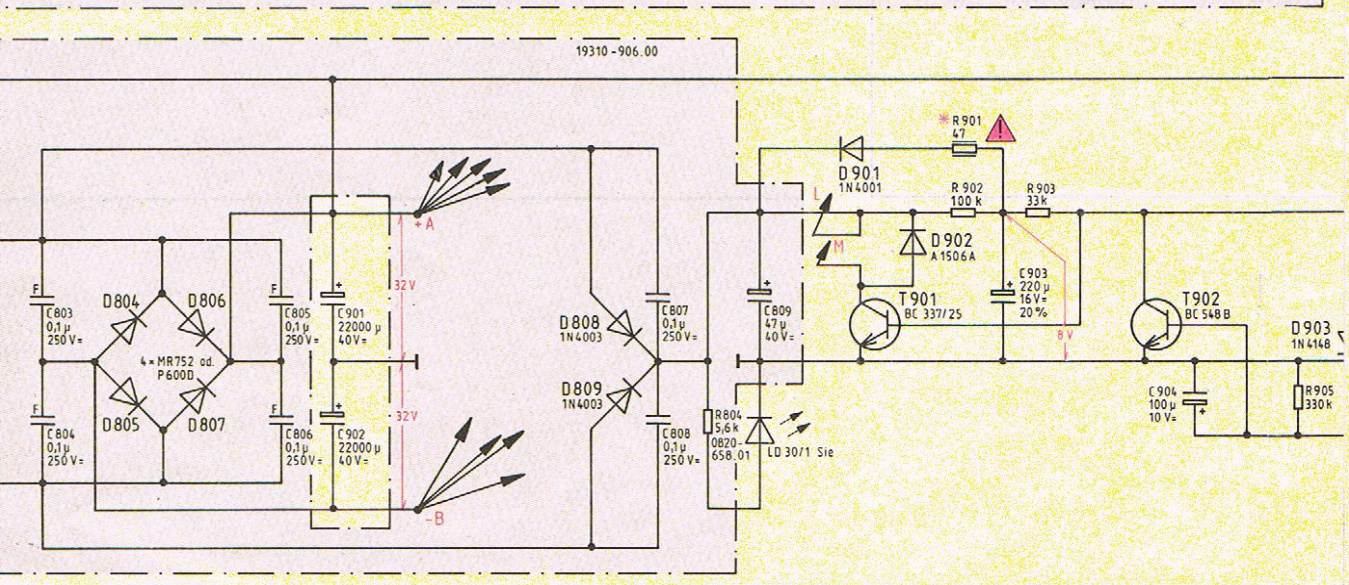 19310-906.00
* R901
47
!
D901
1N4001
L
R902
100 k
R903
33k
+A
M
D902
A1506A
32V
F
C803
0,1µ
250V=
D804
D806
F
C805
0,1µ
250V=
+
C901
22000 µ
40V=
D808
1N4003
C807
0,1µ
250V=
+
C809
47 µ
40V=
T901
BC 337/25
C903
220 µ
16V=
20%
+
T902
BC 548 B
8V
D903
1N4148
4×MR752 od.
P600D
D809
1N4003
F
C804
0,1µ
250V=
D805
D807
F
C806
0,1µ
250V=
+
C902
22000 µ
40V=
32V
C808
0,1µ
250V=
R804
5,6k
0820-
658.01
LD 30/1 Sie
C904
100µ
10V=
+
R905
330k
-B